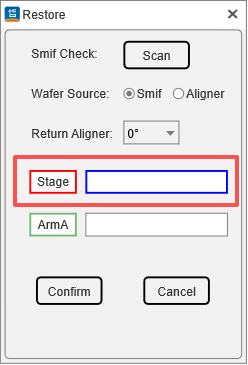 Restore
Smif Check: Scan
Wafer Source: Smif Aligner
Return Aligner: 0°
Stage
ArmA
Confirm Cancel